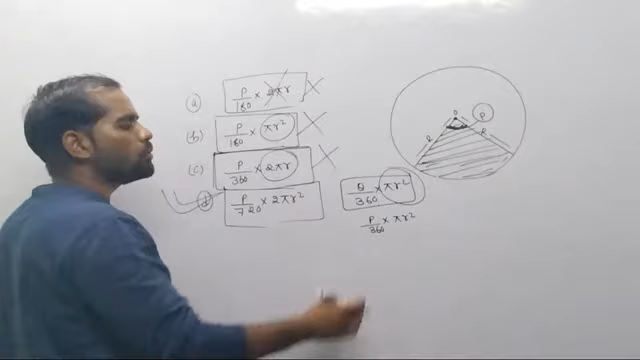 (a) P/180 × 2πr
(b) P/180 × πr²
(c) P/360 × 2πr
(d) P/720 × 2πr²
θ/360 × πr²
P/360 × πr²
O
P
R
R